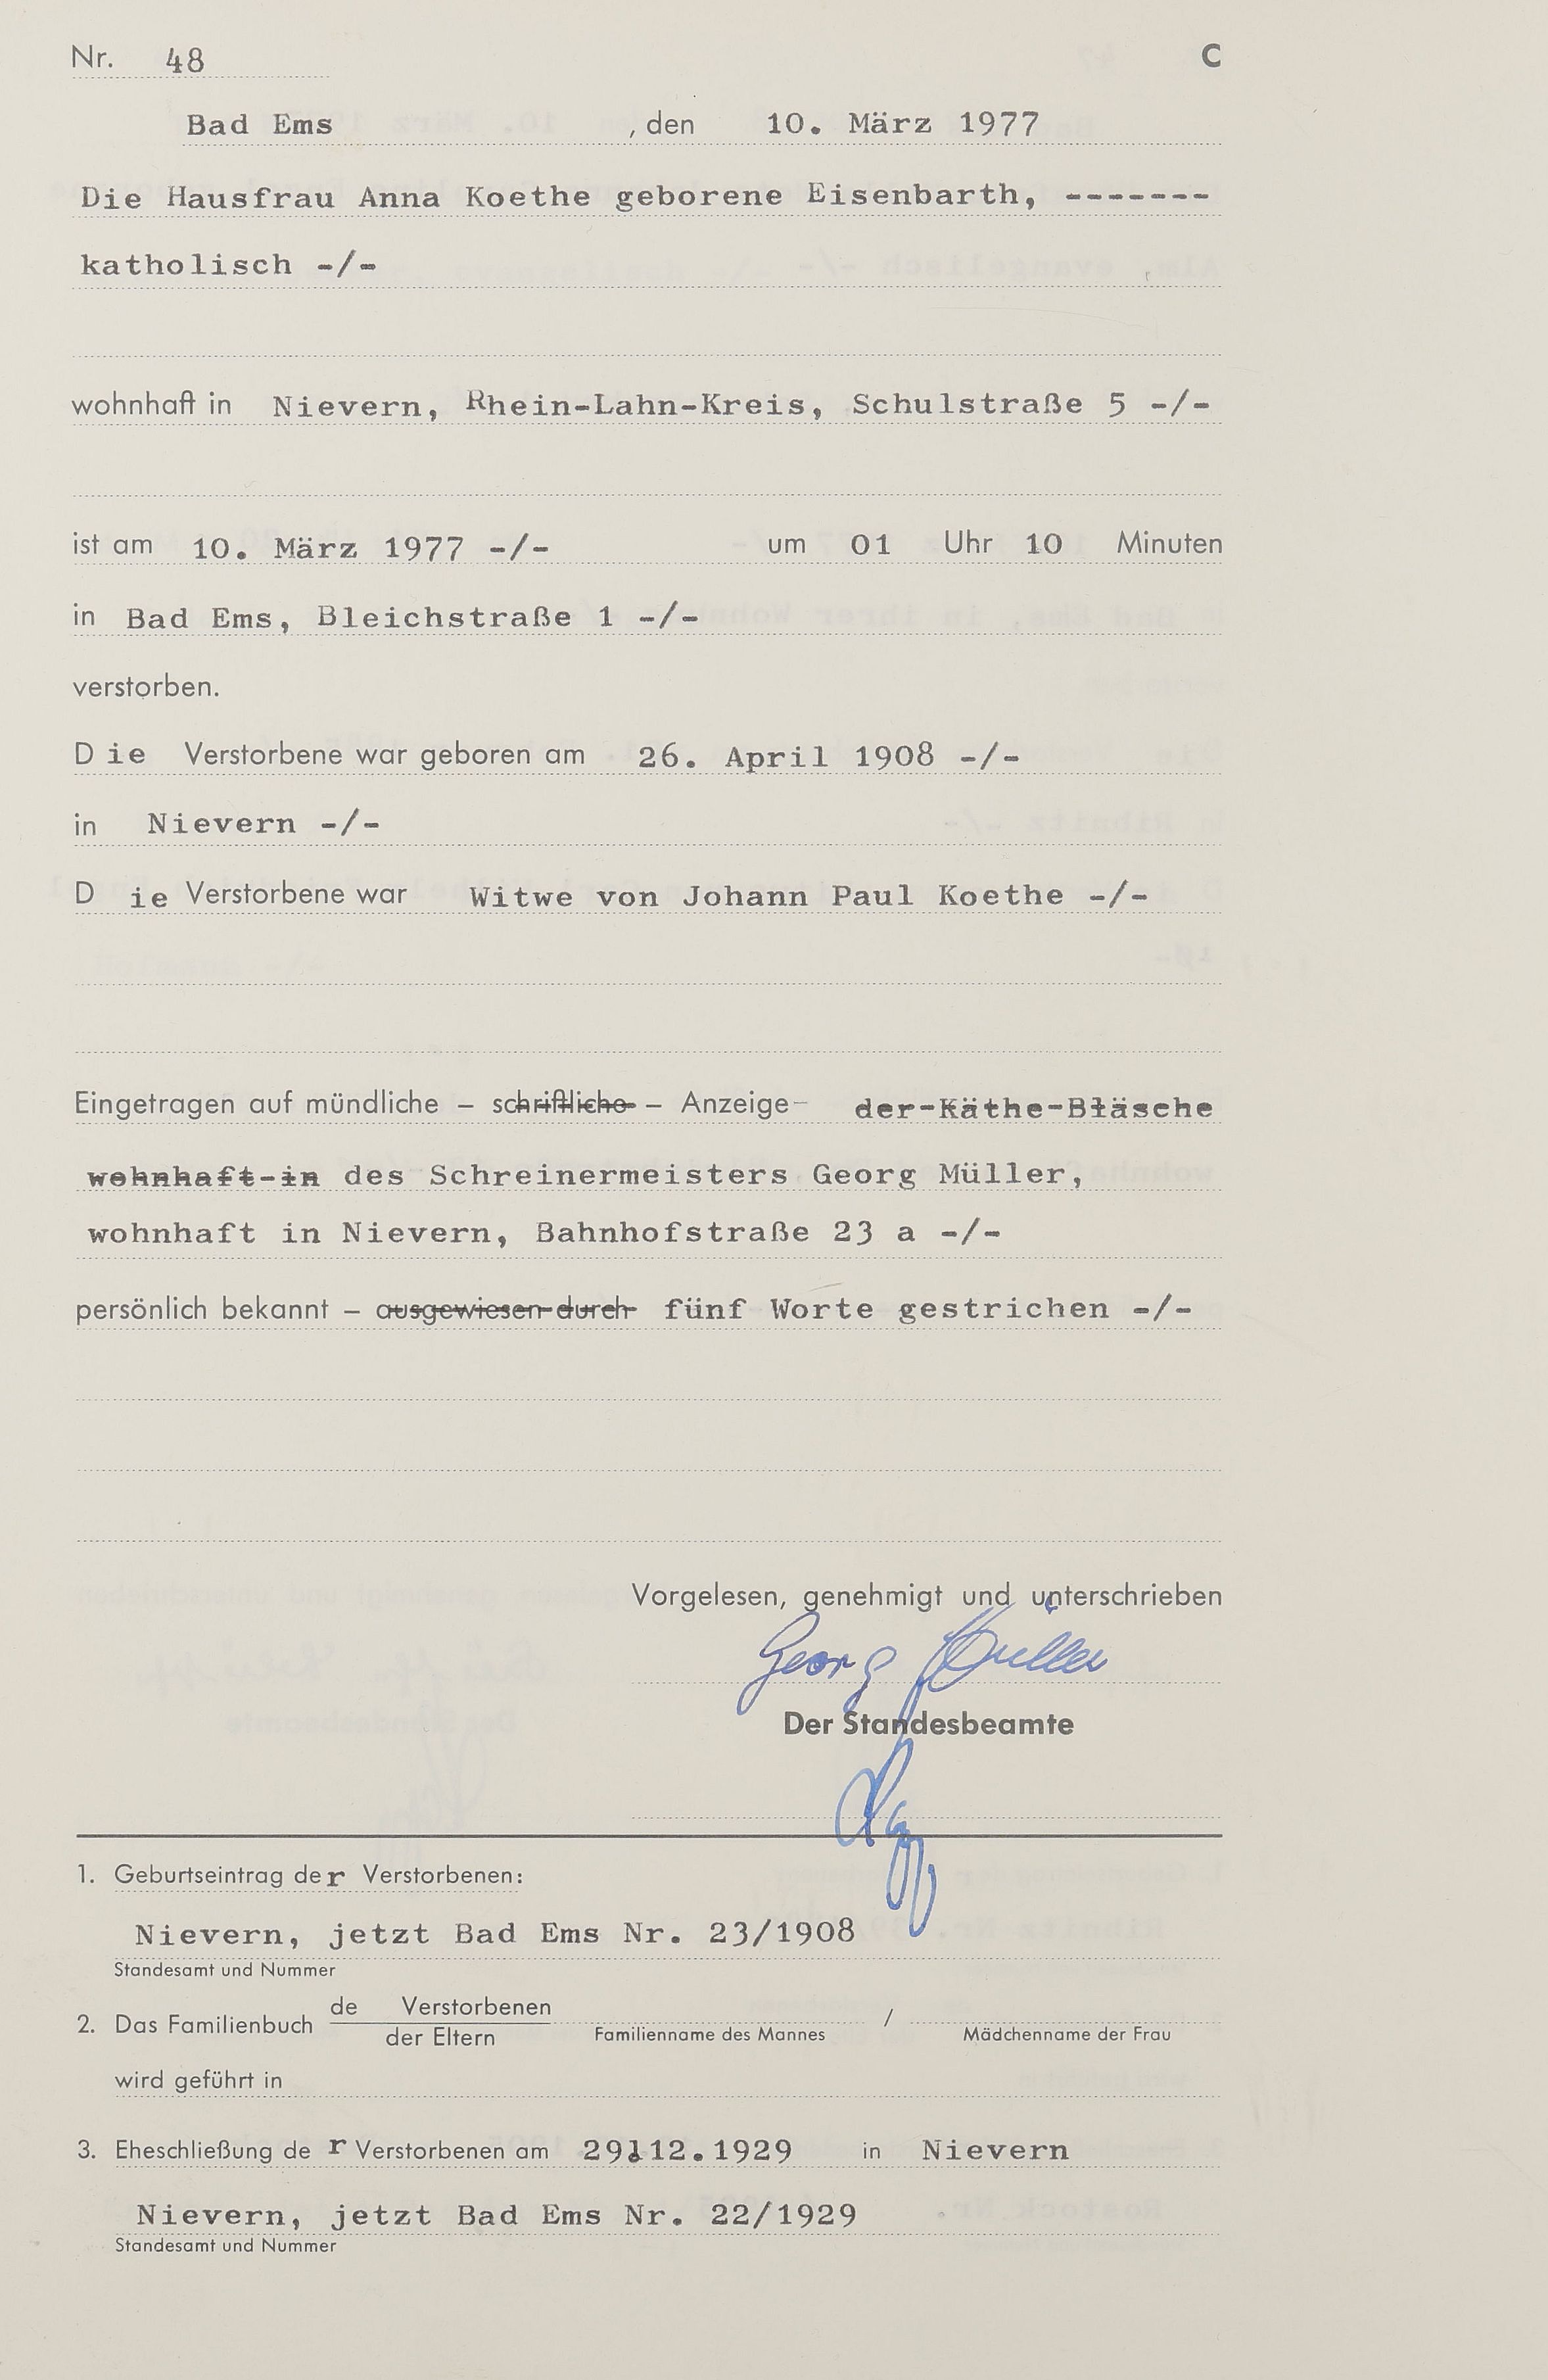 Nr. 48 C
Bad Ems , den 10. März 1977
Die Hausfrau Anna Koethe geborene Eisenbarth, -------
katholisch -/-
wohnhaft in Nievern, Rhein-Lahn-Kreis, Schulstraße 5 -/-
ist am 10. März 1977 -/- um 01 Uhr 10 Minuten
in Bad Ems, Bleichstraße 1 -/-
verstorben.
D ie Verstorbene war geboren am 26. April 1908 -/-
in Nievern -/-
D ie Verstorbene war Witwe von Johann Paul Koethe -/-
Eingetragen auf mündliche – schriftliche – Anzeige – der-Käthe-Bläsche
wohnhaft-in des Schreinermeisters Georg Müller,
wohnhaft in Nievern, Bahnhofstraße 23 a -/-
persönlich bekannt – ausgewiesen durch fünf Worte gestrichen -/-
Vorgelesen, genehmigt und unterschrieben
Georg Müller
Der Standesbeamte
1. Geburtseintrag der Verstorbenen:
Nievern, jetzt Bad Ems Nr. 23/1908
Standesamt und Nummer
de Verstorbenen
2. Das Familienbuch /
der Eltern Familienname des Mannes Mädchenname der Frau
wird geführt in
3. Eheschließung de r Verstorbenen am 29.12.1929 in Nievern
Nievern, jetzt Bad Ems Nr. 22/1929
Standesamt und Nummer